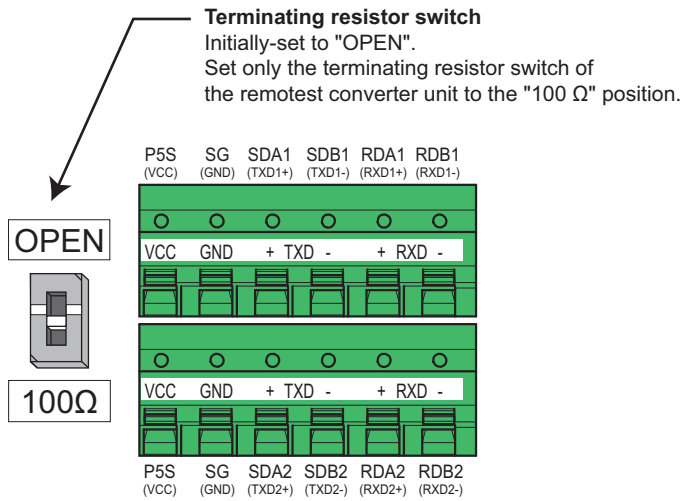 Terminating resistor switch
Initially-set to "OPEN".
Set only the terminating resistor switch of
the remotest converter unit to the "100 Ω" position.
P5S SG SDA1 SDB1 RDA1 RDB1
(VCC) (GND) (TXD1+) (TXD1-) (RXD1+) (RXD1-)
OPEN
VCC GND + TXD - + RXD -
VCC GND + TXD - + RXD -
100Ω
P5S SG SDA2 SDB2 RDA2 RDB2
(VCC) (GND) (TXD2+) (TXD2-) (RXD2+) (RXD2-)